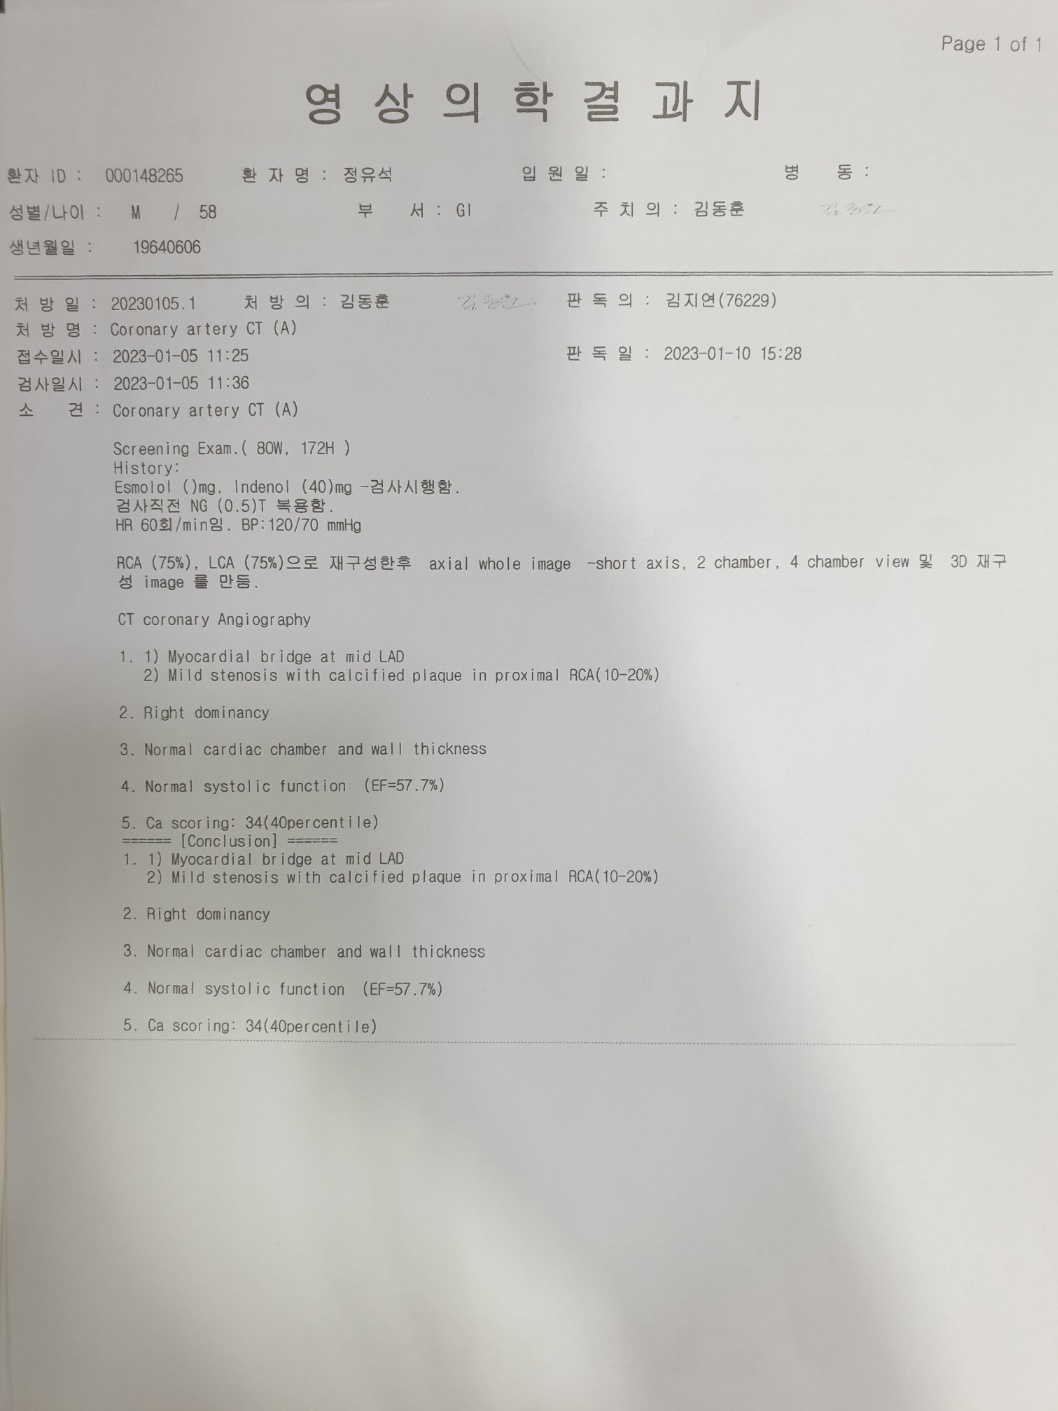 Page 1 of 1
영 상 의 학 결 과 지
환자 ID : 000148265 환 자 명 : 정유석 입 원 일 : 병 동 :
성별/나이 : M / 58 부 서 : GI 주 치 의 : 김동훈
생년월일 : 19640606
처 방 일 : 20230105.1 처 방 의 : 김동훈 판 독 의 : 김지연(76229)
처 방 명 : Coronary artery CT (A)
접수일시 : 2023-01-05 11:25 판 독 일 : 2023-01-10 15:28
검사일시 : 2023-01-05 11:36
소 견 : Coronary artery CT (A)
Screening Exam.( 80W, 172H )
History:
Esmolol ()mg, Indenol (40)mg -검사시행함.
검사직전 NG (0.5)T 복용함.
HR 60회/min임. BP:120/70 mmHg
RCA (75%), LCA (75%)으로 재구성한후 axial whole image -short axis, 2 chamber, 4 chamber view 및 3D 재구
성 image 를 만듬.
CT coronary Angiography
1. 1) Myocardial bridge at mid LAD
2) Mild stenosis with calcified plaque in proximal RCA(10-20%)
2. Right dominancy
3. Normal cardiac chamber and wall thickness
4. Normal systolic function (EF=57.7%)
5. Ca scoring: 34(40percentile)
====== [Conclusion] ======
1. 1) Myocardial bridge at mid LAD
2) Mild stenosis with calcified plaque in proximal RCA(10-20%)
2. Right dominancy
3. Normal cardiac chamber and wall thickness
4. Normal systolic function (EF=57.7%)
5. Ca scoring: 34(40percentile)